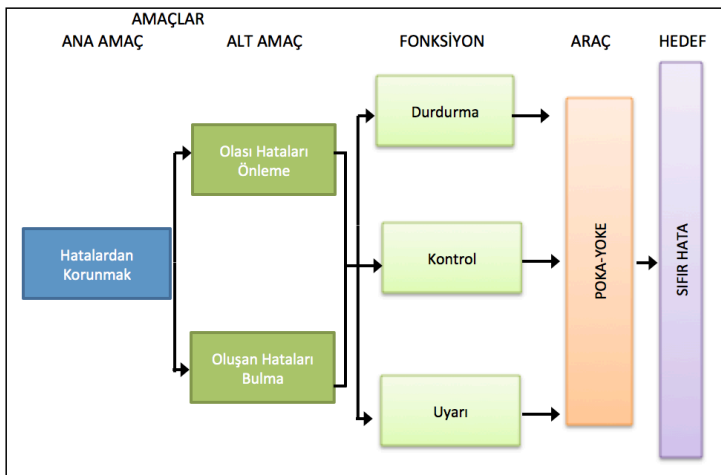 AMAÇLAR
ANA AMAÇ
ALT AMAÇ
FONKSİYON
ARAÇ
HEDEF
Hatalardan
Korunmak
Olası Hataları
Önleme
Oluşan Hataları
Bulma
Durdurma
Kontrol
Uyarı
POKA-YOKE
SIFIR HATA